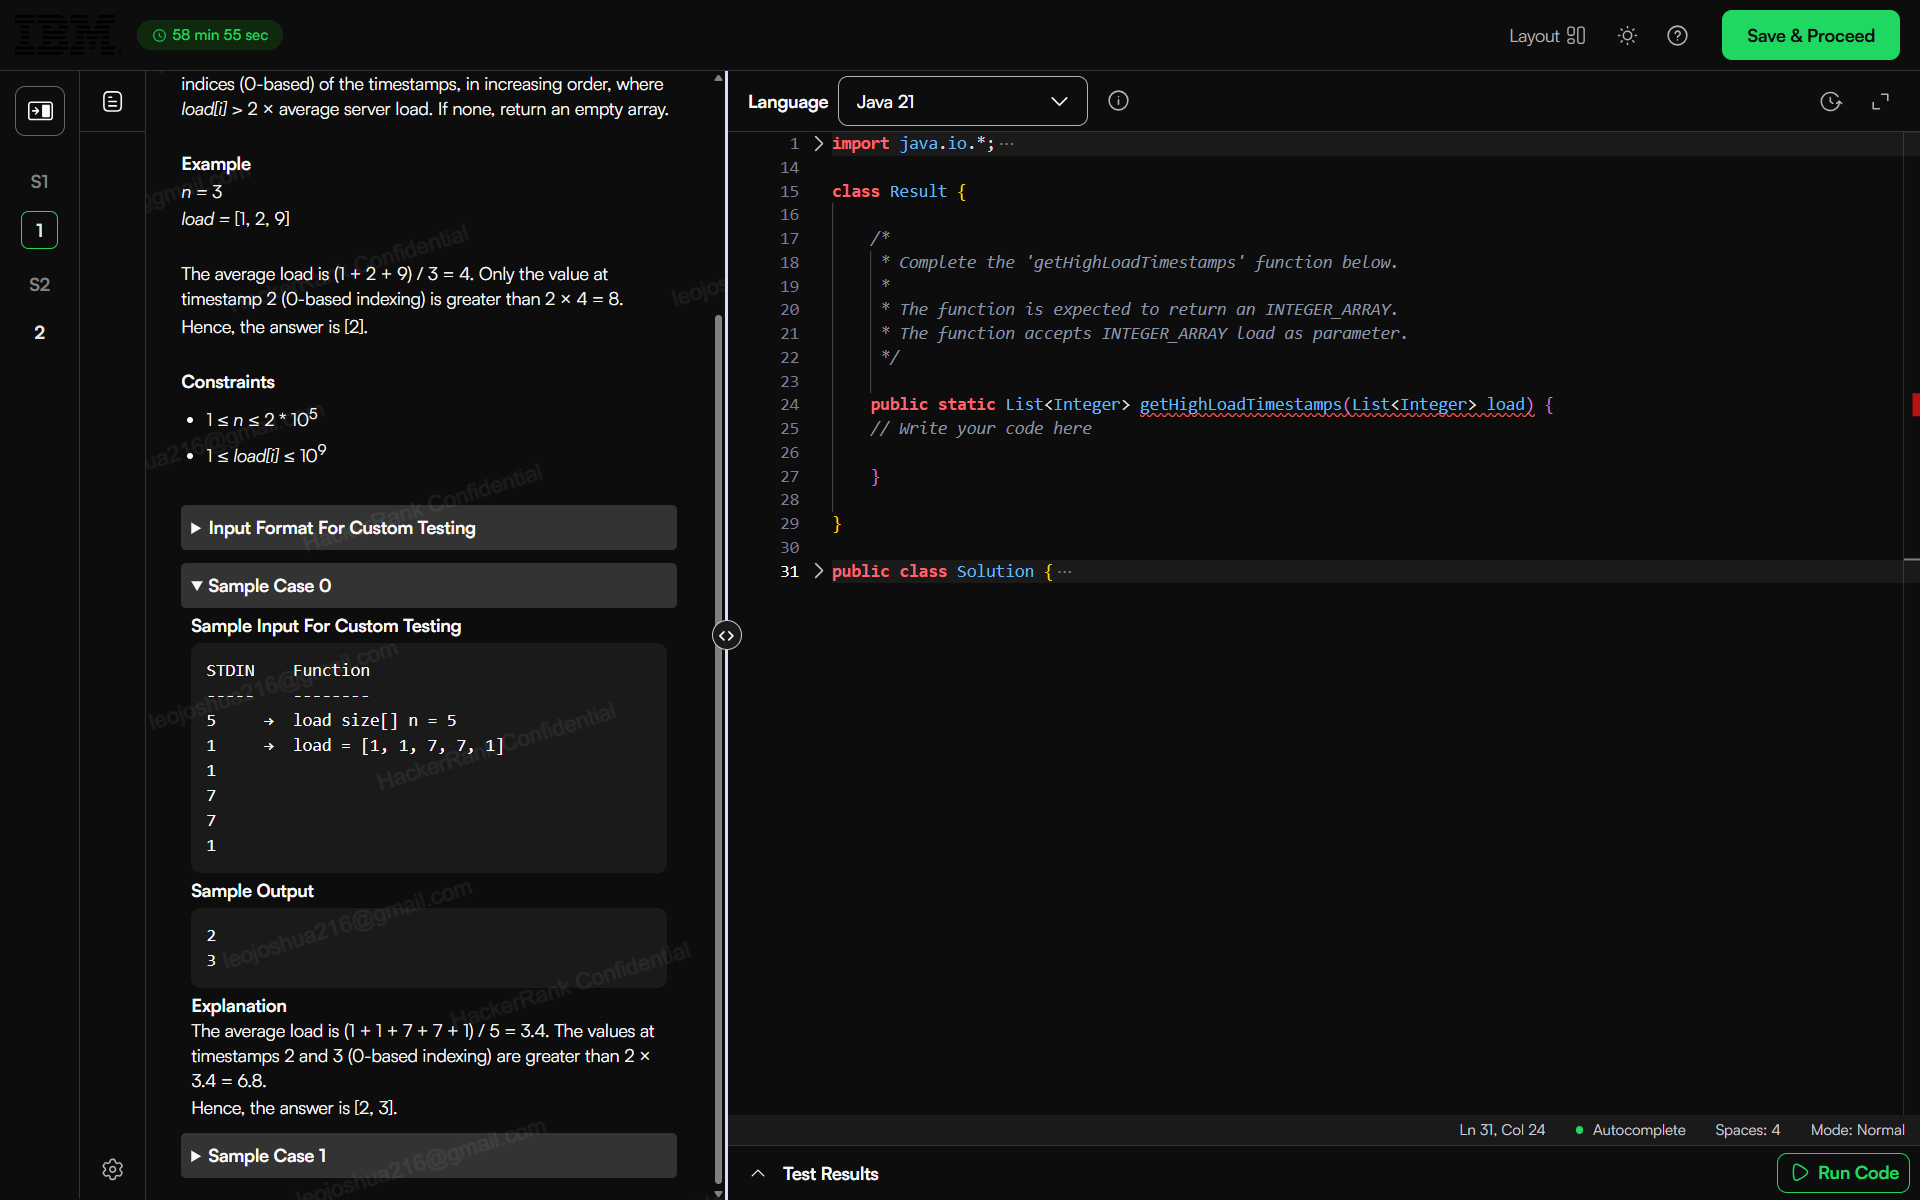 IBM
58 min 55 sec
Layout
Save & Proceed
S1
1
S2
2
indices (0-based) of the timestamps, in increasing order, where
load[i] > 2 × average server load. If none, return an empty array.
Example
n = 3
load = [1, 2, 9]
The average load is (1 + 2 + 9) / 3 = 4. Only the value at
timestamp 2 (0-based indexing) is greater than 2 × 4 = 8.
Hence, the answer is [2].
Constraints
• 1 ≤ n ≤ 2 * 10⁵
• 1 ≤ load[i] ≤ 10⁹
Input Format For Custom Testing
Sample Case 0
Sample Input For Custom Testing
STDIN    Function
-----    --------
5     →  load size[] n = 5
1     →  load = [1, 1, 7, 7, 1]
1
7
7
1
Sample Output
2
3
Explanation
The average load is (1 + 1 + 7 + 7 + 1) / 5 = 3.4. The values at
timestamps 2 and 3 (0-based indexing) are greater than 2 ×
3.4 = 6.8.
Hence, the answer is [2, 3].
Sample Case 1
HackerRank Confidential
leojoshua216@gmail.com
Language
Java 21
1 import java.io.*; ···
14
15 class Result {
16
17 /*
18 * Complete the 'getHighLoadTimestamps' function below.
19 *
20 * The function is expected to return an INTEGER_ARRAY.
21 * The function accepts INTEGER_ARRAY load as parameter.
22 */
23
24 public static List<Integer> getHighLoadTimestamps(List<Integer> load) {
25 // Write your code here
26
27 }
28
29 }
30
31 public class Solution { ···
Ln 31, Col 24
Autocomplete
Spaces: 4
Mode: Normal
Test Results
Run Code